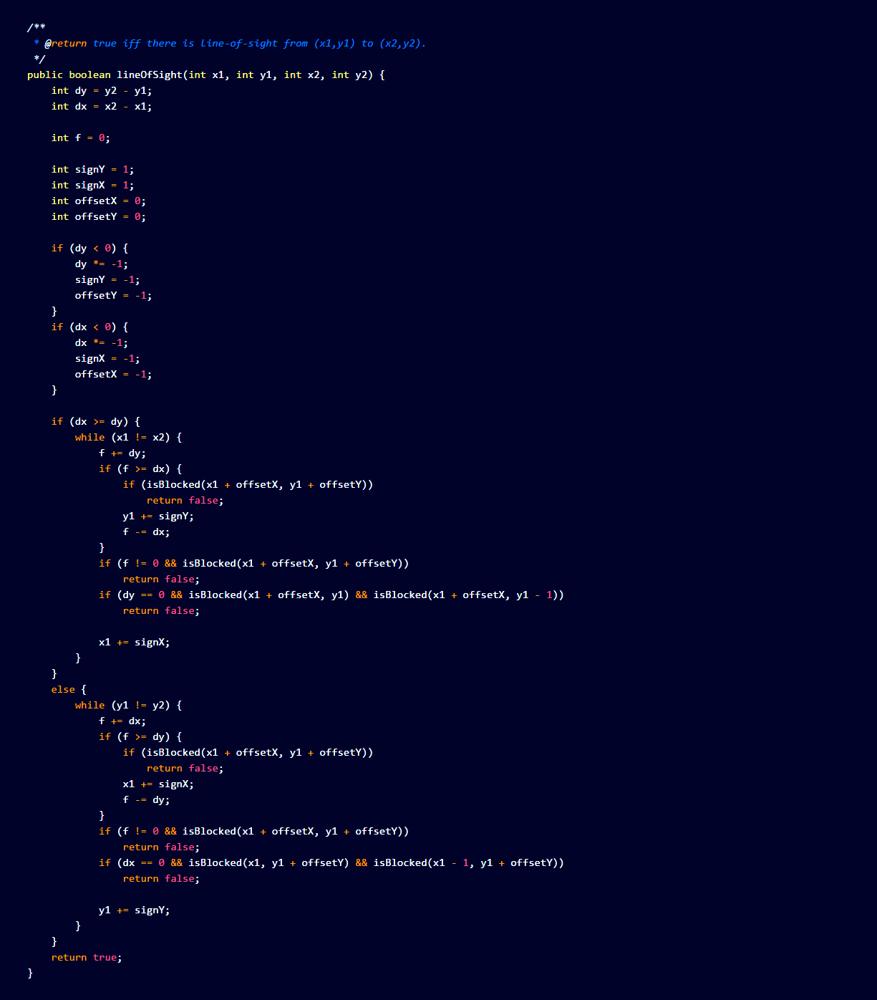 /**
 * @return true iff there is line-of-sight from (x1,y1) to (x2,y2).
 */
public boolean lineOfSight(int x1, int y1, int x2, int y2) {
    int dy = y2 - y1;
    int dx = x2 - x1;

    int f = 0;

    int signY = 1;
    int signX = 1;
    int offsetX = 0;
    int offsetY = 0;

    if (dy < 0) {
        dy *= -1;
        signY = -1;
        offsetY = -1;
    }
    if (dx < 0) {
        dx *= -1;
        signX = -1;
        offsetX = -1;
    }

    if (dx >= dy) {
        while (x1 != x2) {
            f += dy;
            if (f >= dx) {
                if (isBlocked(x1 + offsetX, y1 + offsetY))
                    return false;
                y1 += signY;
                f -= dx;
            }
            if (f != 0 && isBlocked(x1 + offsetX, y1 + offsetY))
                return false;
            if (dy == 0 && isBlocked(x1 + offsetX, y1) && isBlocked(x1 + offsetX, y1 - 1))
                return false;

            x1 += signX;
        }
    }
    else {
        while (y1 != y2) {
            f += dx;
            if (f >= dy) {
                if (isBlocked(x1 + offsetX, y1 + offsetY))
                    return false;
                x1 += signX;
                f -= dy;
            }
            if (f != 0 && isBlocked(x1 + offsetX, y1 + offsetY))
                return false;
            if (dx == 0 && isBlocked(x1, y1 + offsetY) && isBlocked(x1 - 1, y1 + offsetY))
                return false;

            y1 += signY;
        }
    }
    return true;
}